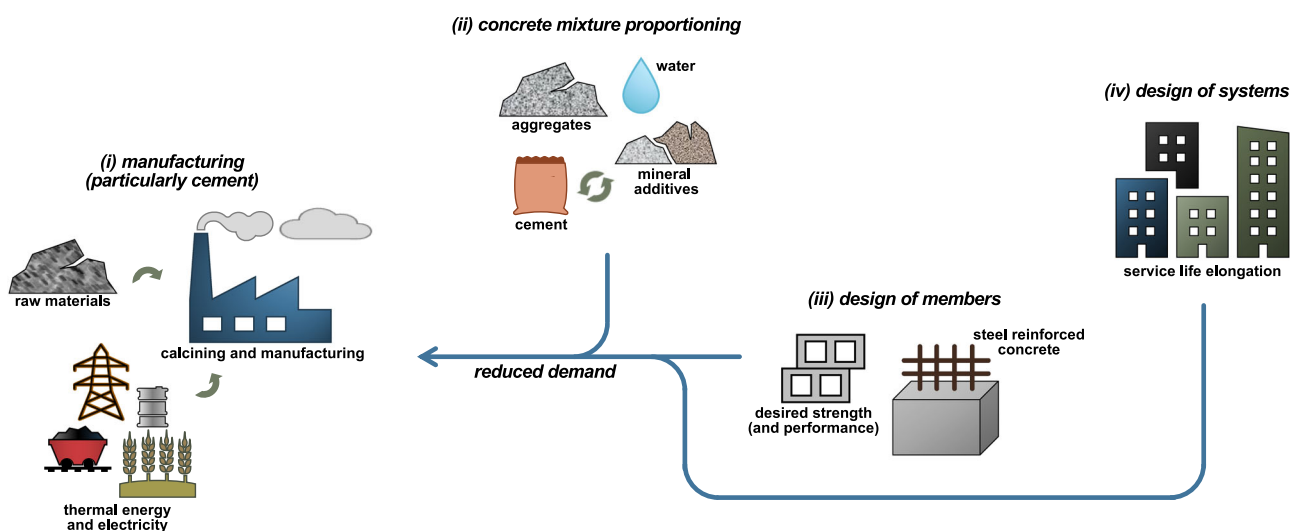 (i) manufacturing
(particularly cement)
raw materials
calcining and manufacturing
thermal energy
and electricity
(ii) concrete mixture proportioning
water
aggregates
mineral
additives
cement
reduced demand
(iii) design of members
steel reinforced
concrete
desired strength
(and performance)
(iv) design of systems
service life elongation